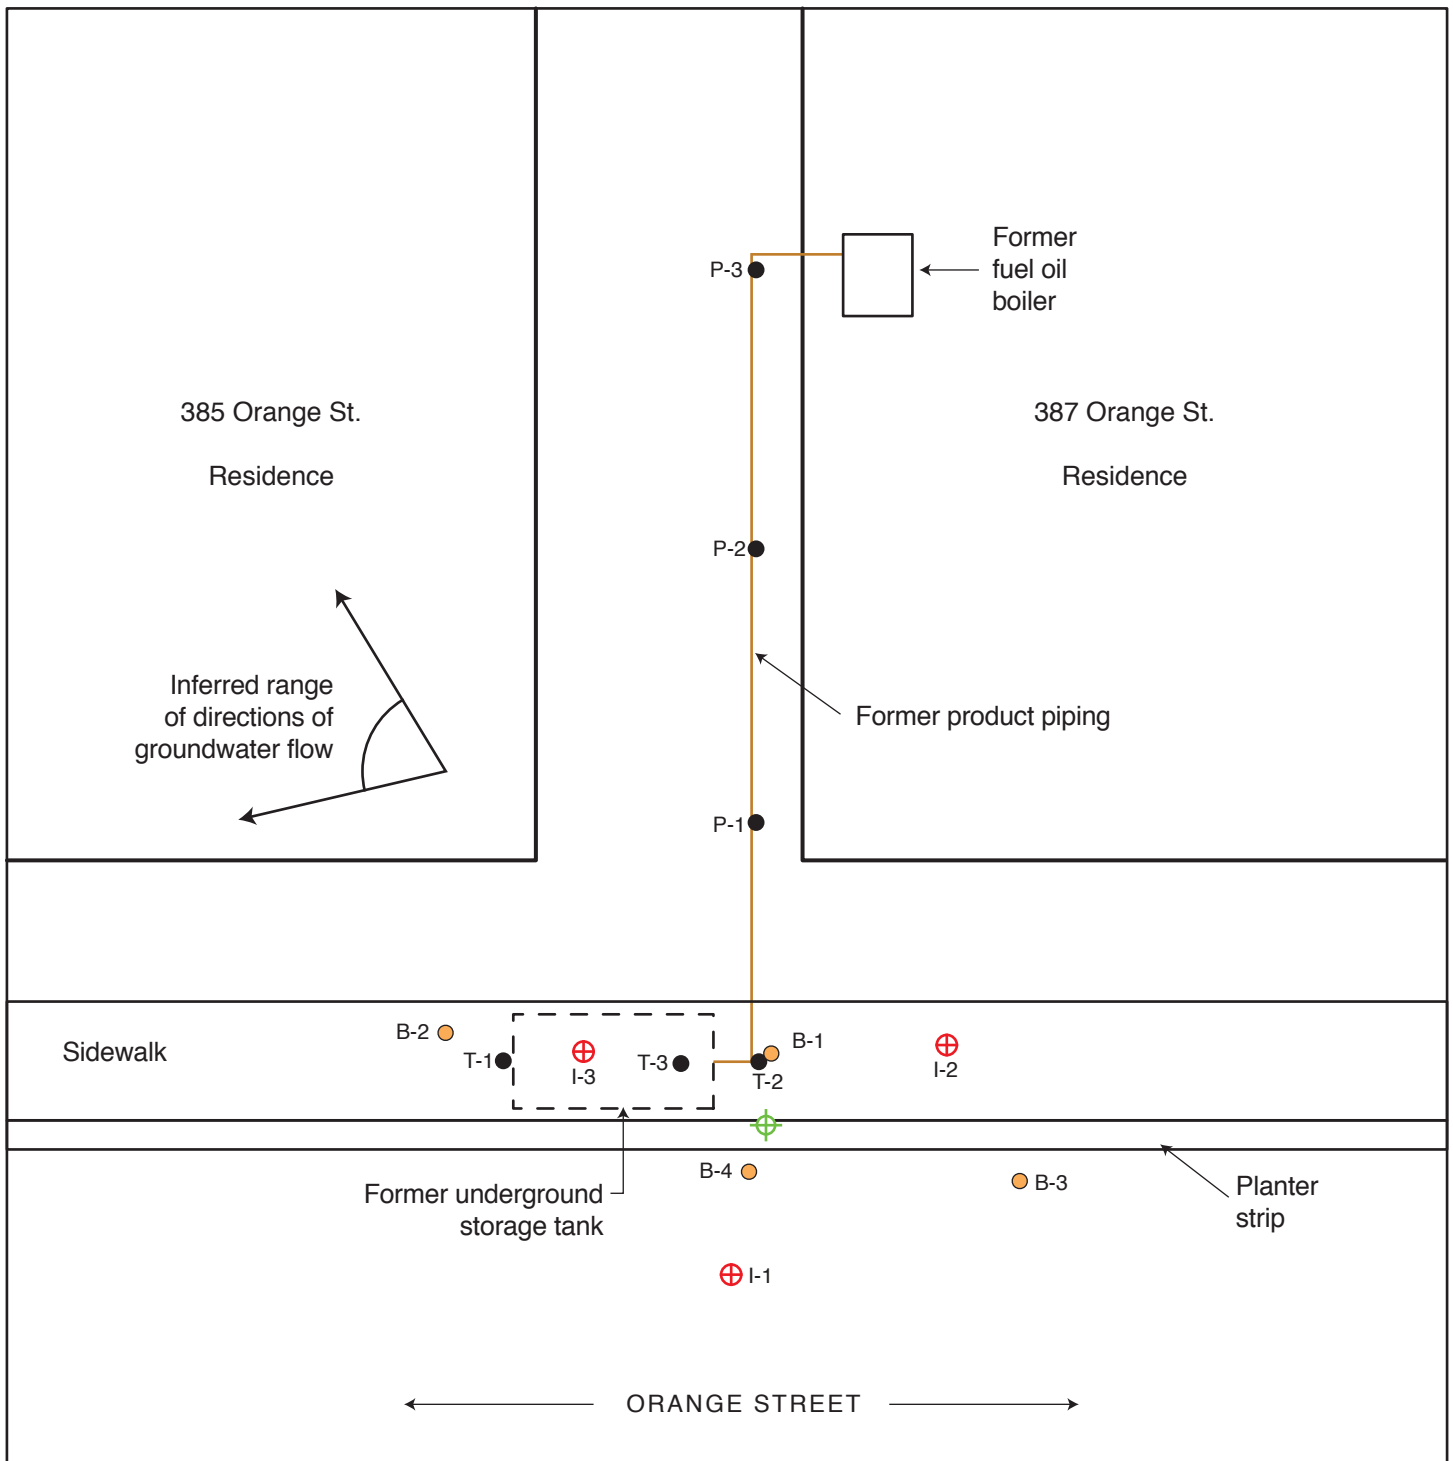 Former
fuel oil
boiler
P-3
385 Orange St.
Residence
387 Orange St.
Residence
P-2
Inferred range
of directions of
groundwater flow
Former product piping
P-1
Sidewalk
B-2
T-1
I-3
T-3
B-1
T-2
I-2
B-4
B-3
Former underground
storage tank
Planter
strip
I-1
ORANGE STREET